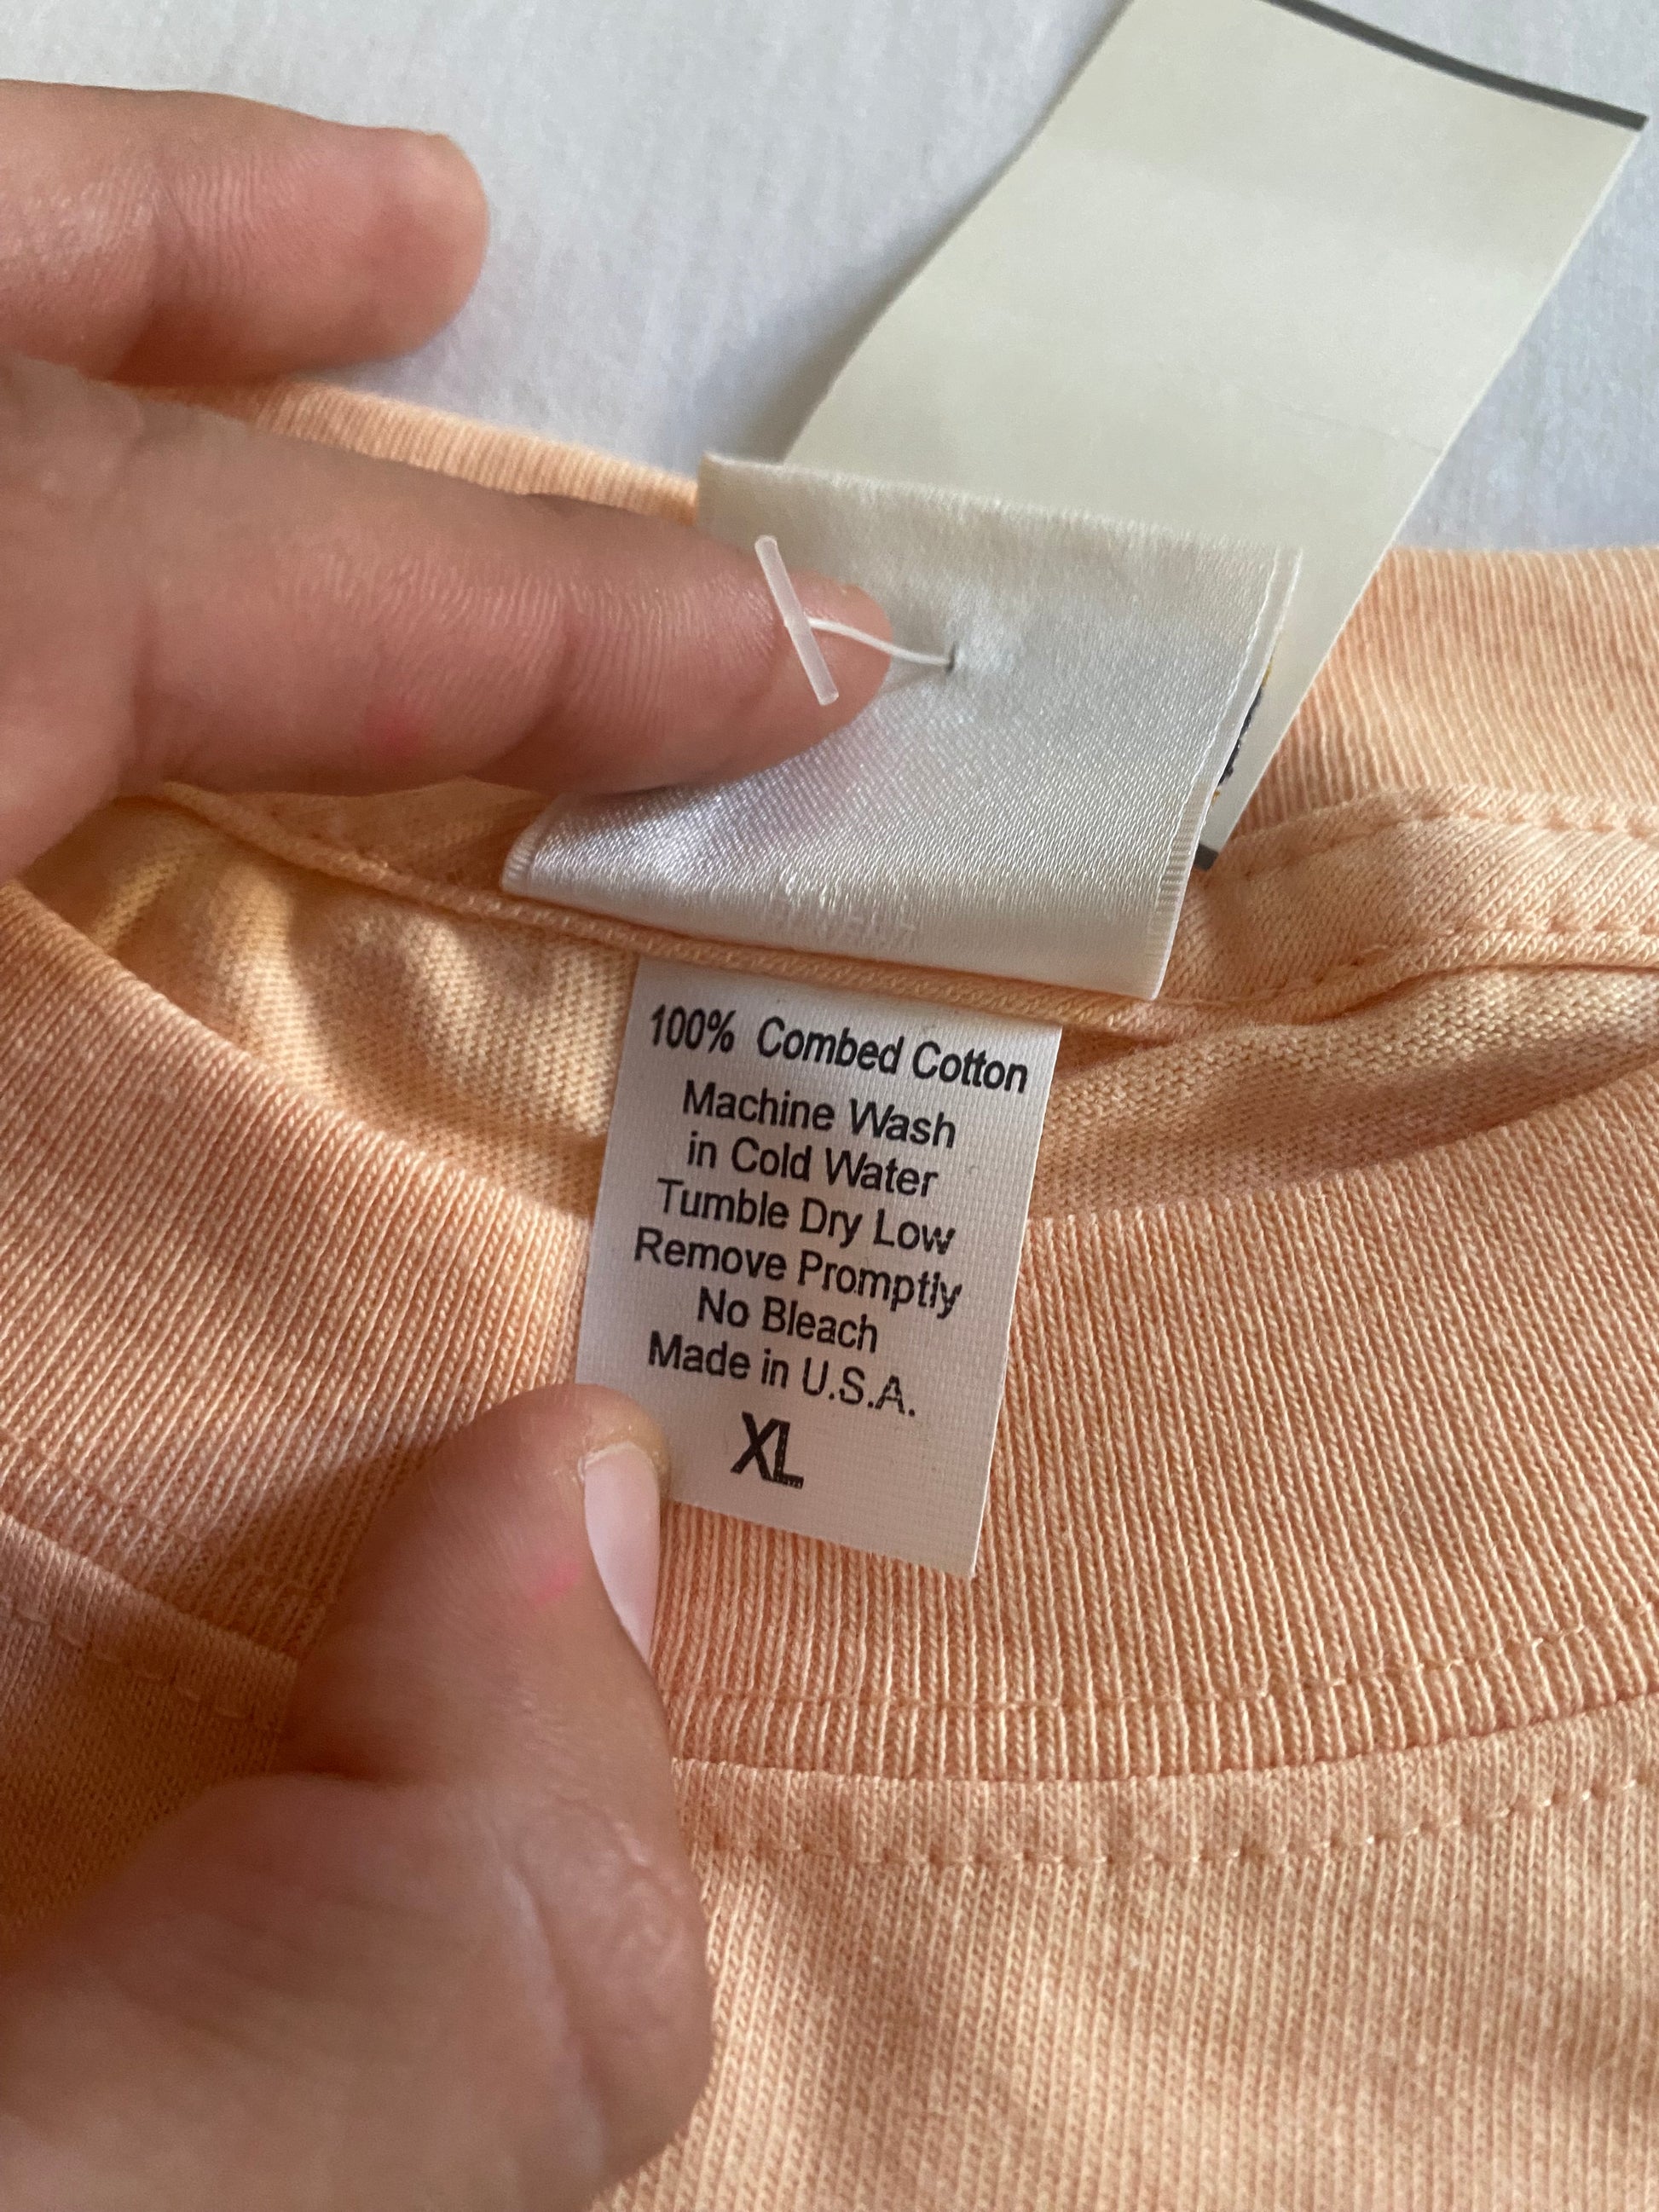 100% Combed Cotton
Machine Wash
in Cold Water
Tumble Dry Low
Remove Promptly
No Bleach
Made in U.S.A.
XL